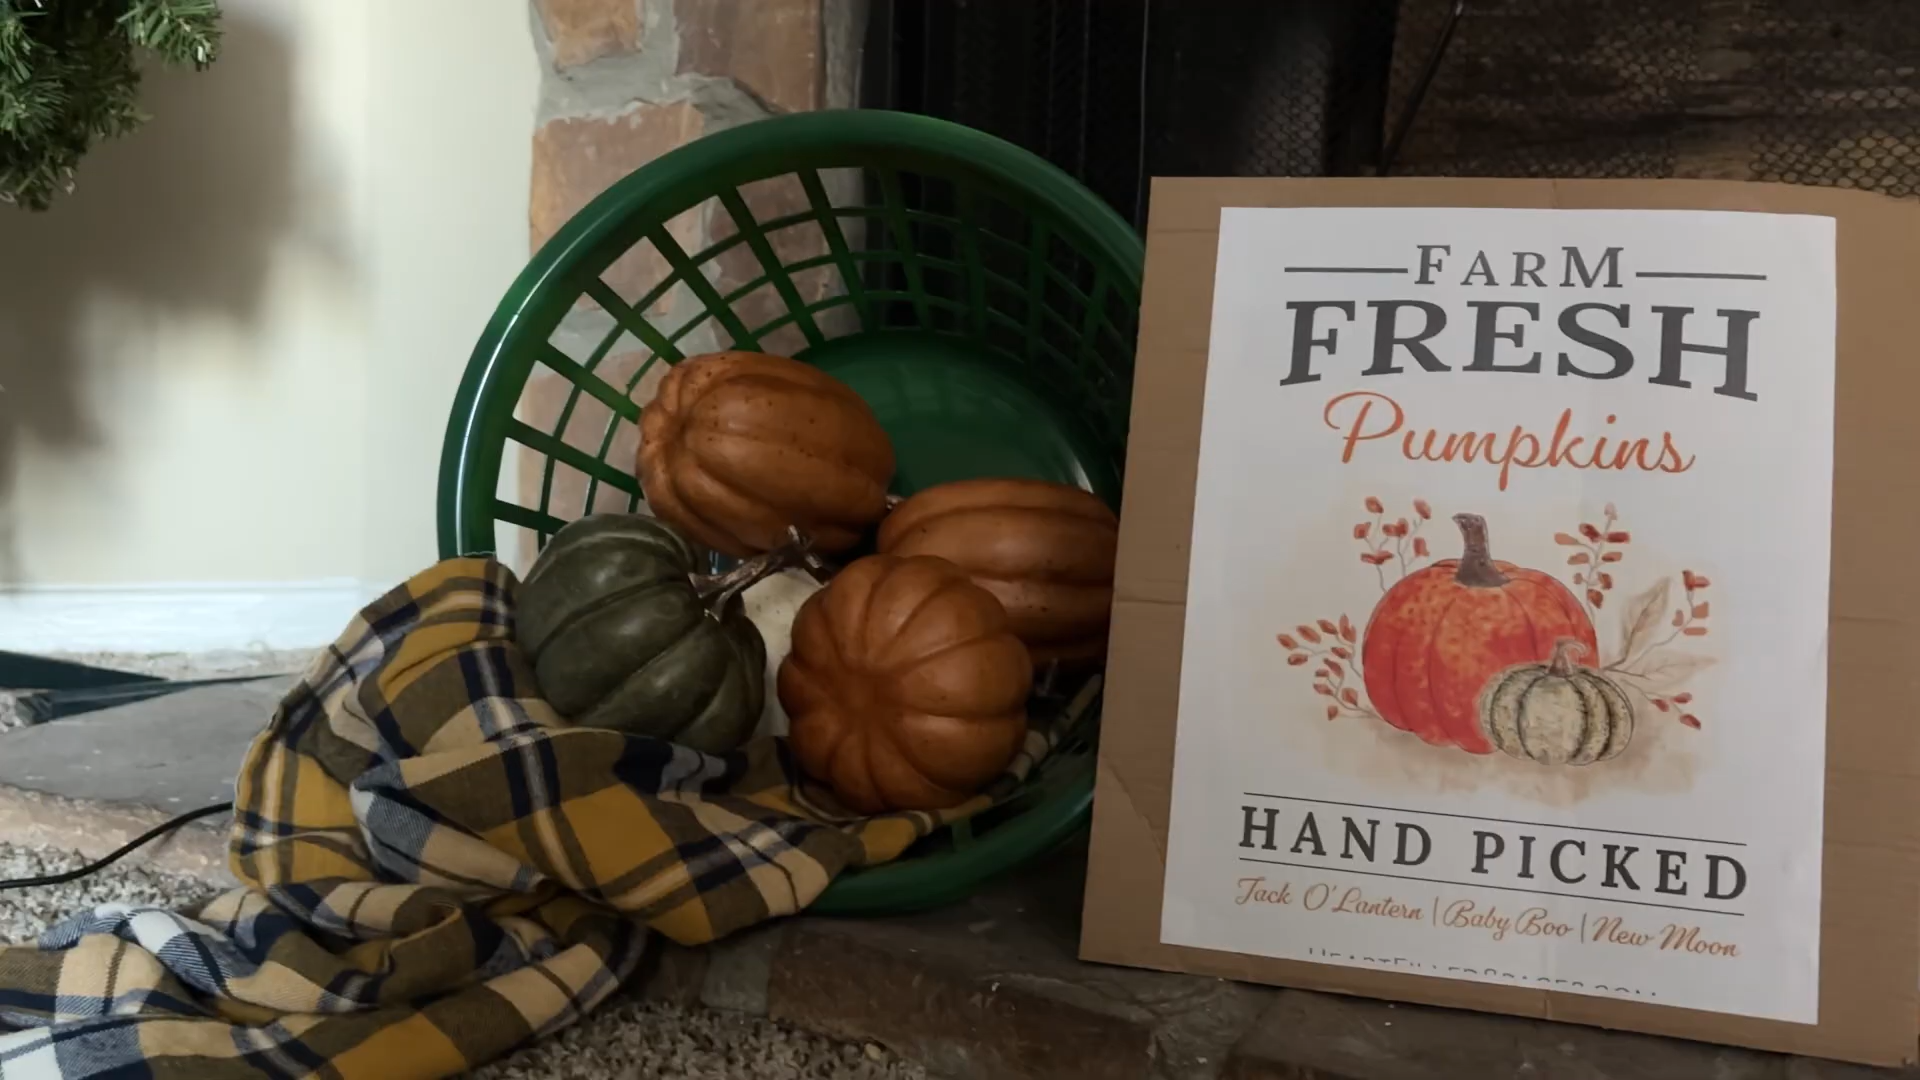 FARM
FRESH
Pumpkins
HAND PICKED
Jack O'Lantern | Baby Boo | New Moon